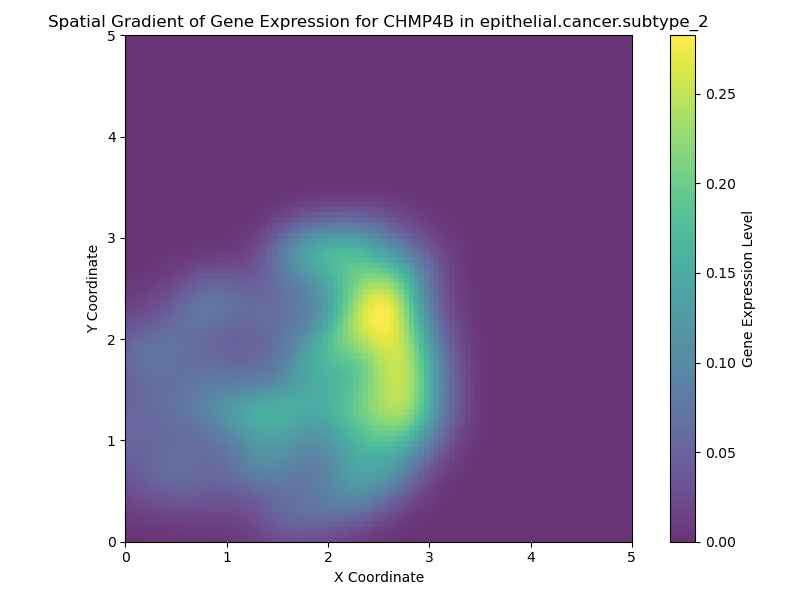 Spatial Gradient of Gene Expression for CHMP4B in epithelial.cancer.subtype_2
5
4
3
2
1
0
0 1 2 3 4 5
X Coordinate
Y Coordinate
0.25
0.20
0.15
0.10
0.05
0.00
Gene Expression Level